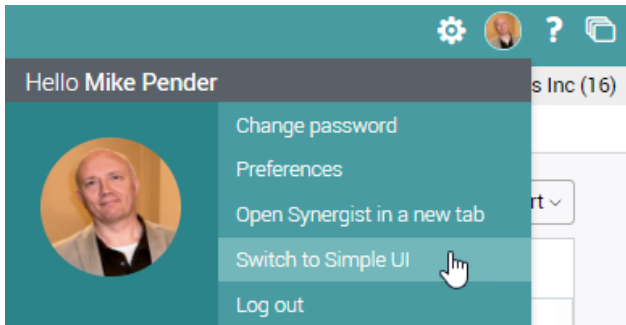 ?
Hello Mike Pender
s Inc (16)
Change password
Preferences
Open Synergist in a new tab
rt
Switch to Simple UI
Log out